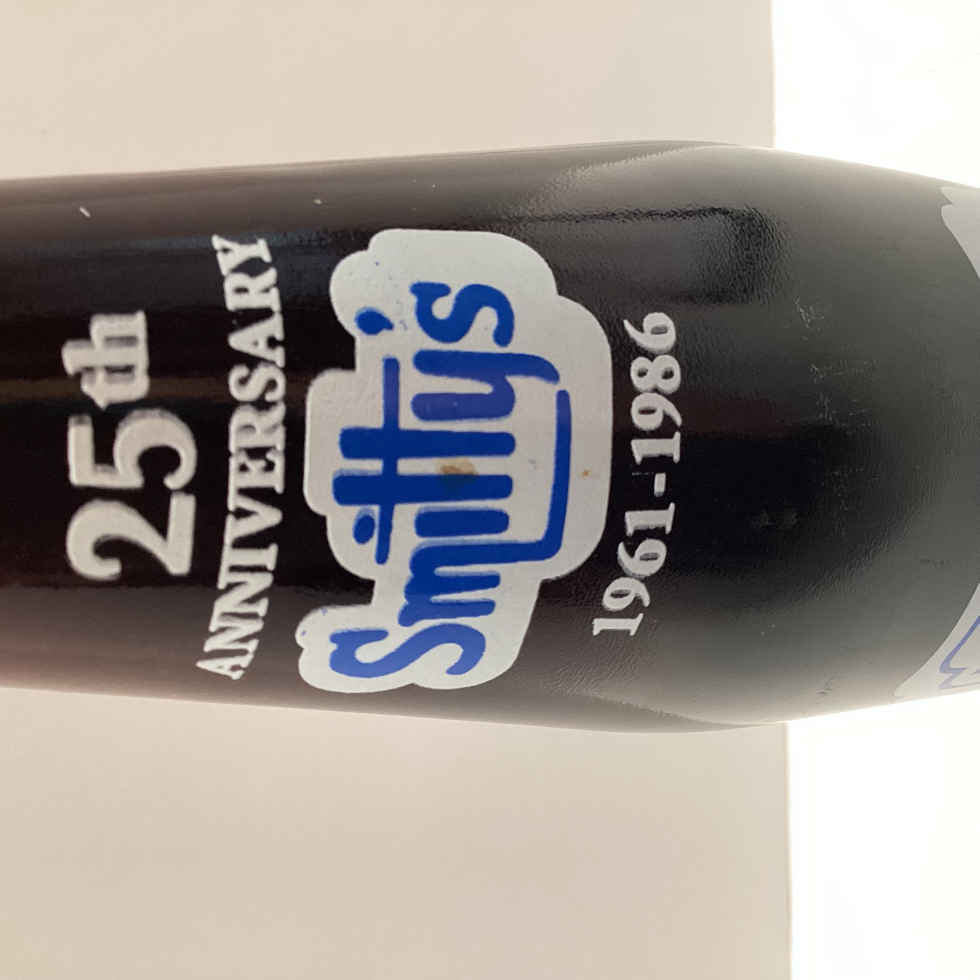 25th
ANNIVERSARY
Smitty's
1961-1986